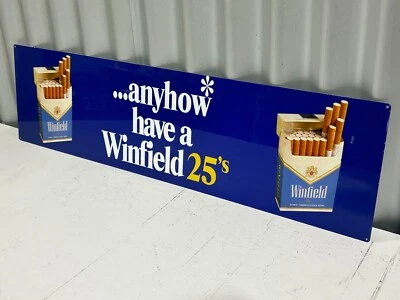 ...anyhow*
have a
Winfield 25's
Winfield
Winfield